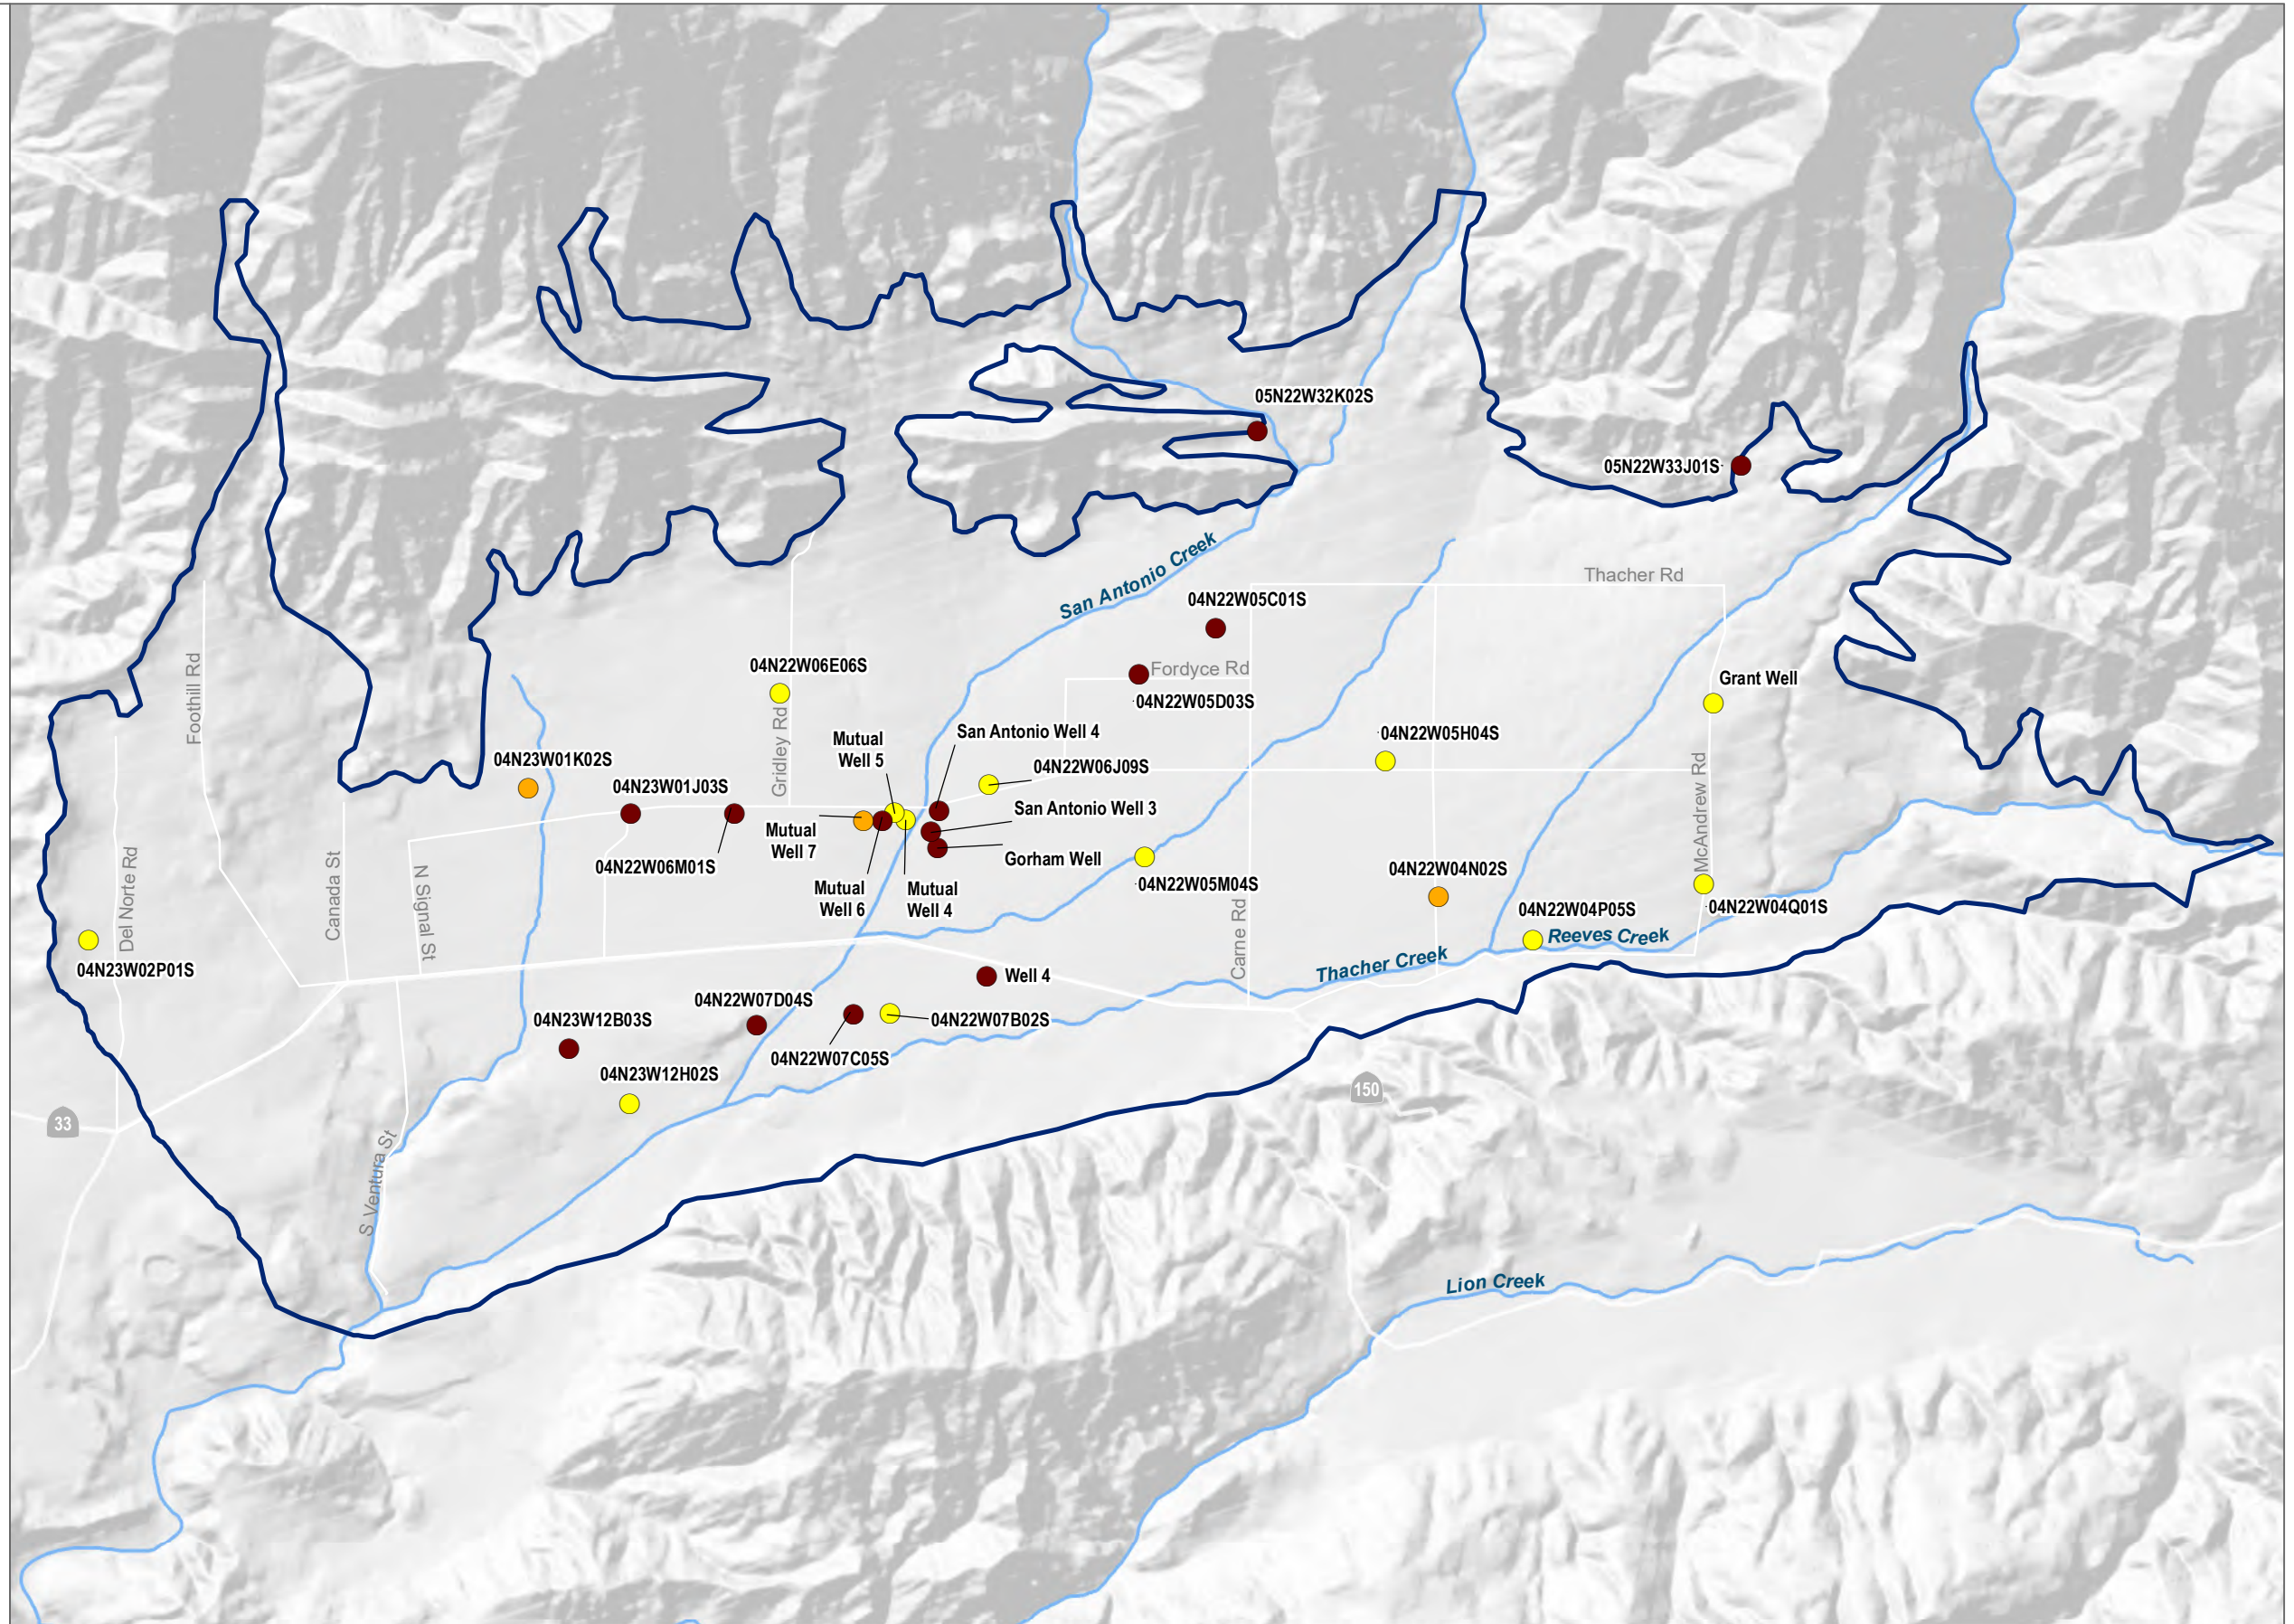 05N22W32K02S
05N22W33J01S
San Antonio Creek
Thacher Rd
04N22W05C01S
Foothill Rd
04N22W06E06S
Fordyce Rd
Grant Well
04N22W05D03S
Gridley Rd
San Antonio Well 4
Mutual
Well 5
04N22W05H04S
04N23W01K02S
04N22W06J09S
04N23W01J03S
McAndrew Rd
San Antonio Well 3
Mutual
Well 7
04N22W06M01S
Gorham Well
04N22W04N02S
Del Norte Rd
Canada St
N Signal St
Mutual
Well 6
Mutual
Well 4
04N22W05M04S
04N22W04Q01S
04N22W04P05S
Carne Rd
Reeves Creek
04N23W02P01S
Thacher Creek
Well 4
04N22W07D04S
04N23W12B03S
04N22W07B02S
04N22W07C05S
04N23W12H02S
150
33
S Ventura St
Lion Creek